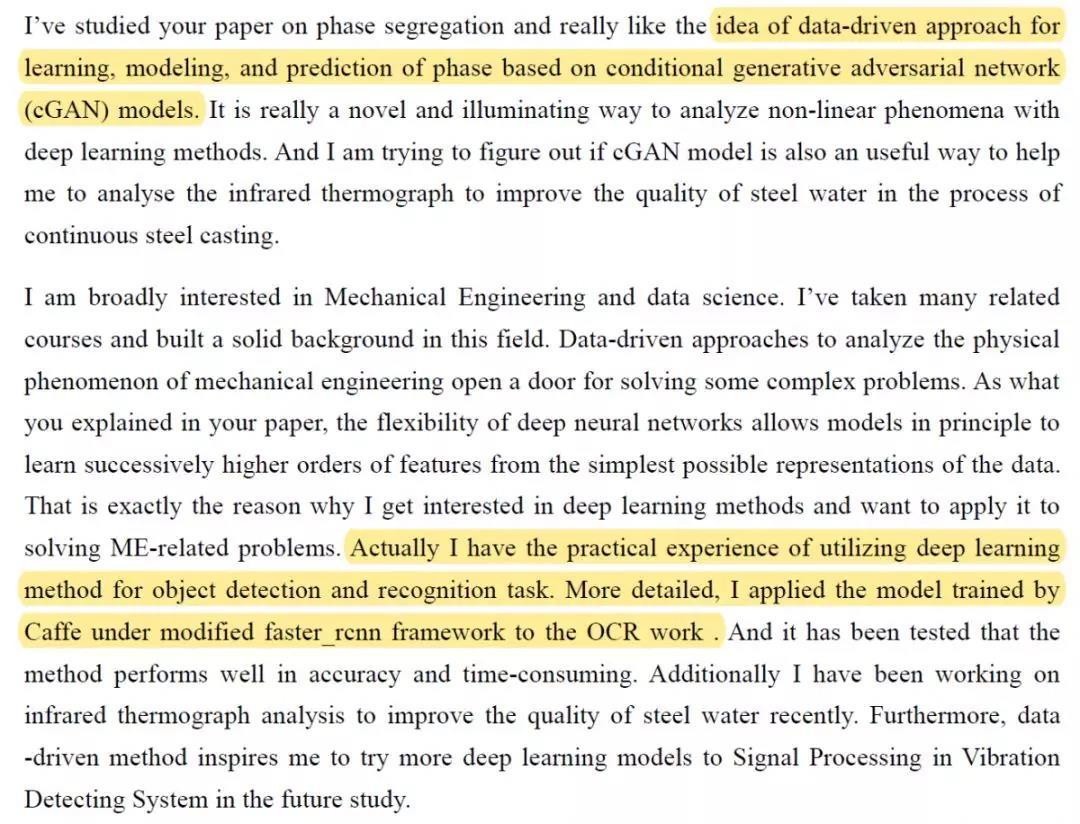 I've studied your paper on phase segregation and really like the idea of data-driven approach for
learning, modeling, and prediction of phase based on conditional generative adversarial network
(cGAN) models. It is really a novel and illuminating way to analyze non-linear phenomena with
deep learning methods. And I am trying to figure out if cGAN model is also an useful way to help
me to analyse the infrared thermograph to improve the quality of steel water in the process of
continuous steel casting.
I am broadly interested in Mechanical Engineering and data science. I've taken many related
courses and built a solid background in this field. Data-driven approaches to analyze the physical
phenomenon of mechanical engineering open a door for solving some complex problems. As what
you explained in your paper, the flexibility of deep neural networks allows models in principle to
learn successively higher orders of features from the simplest possible representations of the data.
That is exactly the reason why I get interested in deep learning methods and want to apply it to
solving ME-related problems. Actually I have the practical experience of utilizing deep learning
method for object detection and recognition task. More detailed, I applied the model trained by
Caffe under modified faster_rcnn framework to the OCR work . And it has been tested that the
method performs well in accuracy and time-consuming. Additionally I have been working on
infrared thermograph analysis to improve the quality of steel water recently. Furthermore, data
-driven method inspires me to try more deep learning models to Signal Processing in Vibration
Detecting System in the future study.